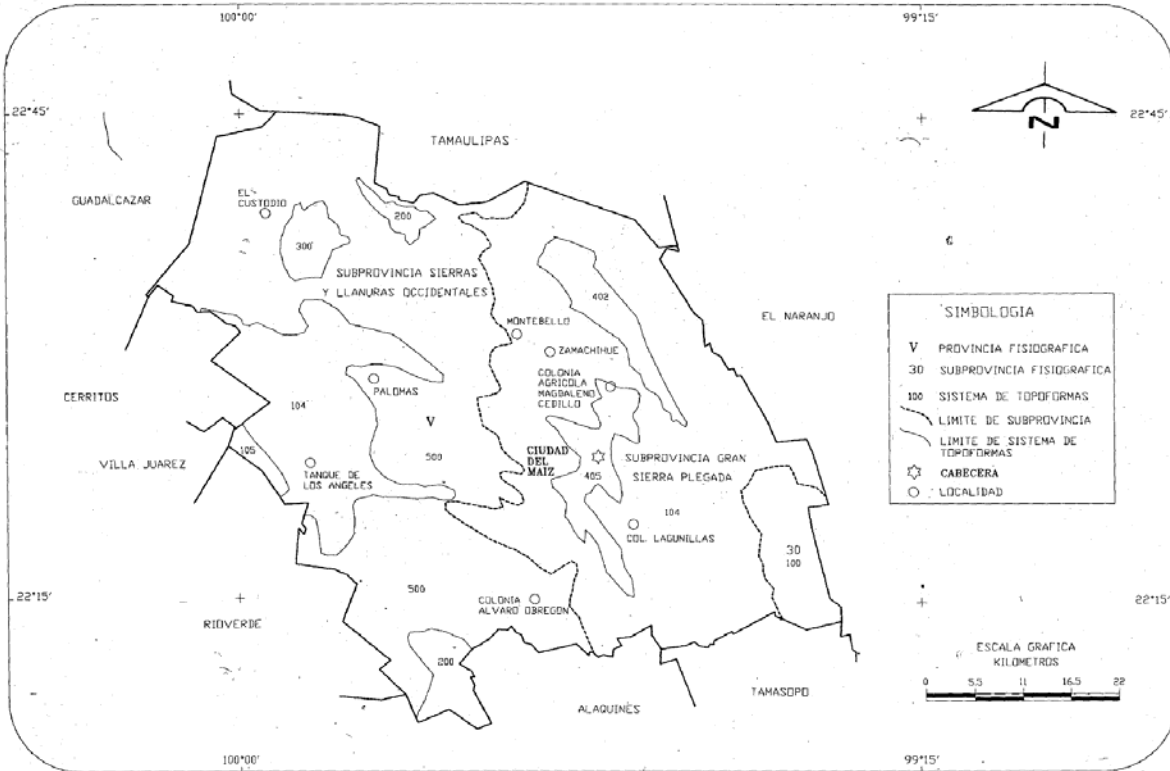 100°00'
99°15'
22°45'
22°45'
TAMAULIPAS
N
GUADALCAZAR
EL
CUSTODIO
200
300
SUBPROVINCIA SIERRAS
Y LLANURAS OCCIDENTALES
402
EL NARANJO
SIMBOLOGIA
V PROVINCIA FISIOGRAFICA
30 SUBPROVINCIA FISIOGRAFICA
100 SISTEMA DE TOPOFORMAS
LIMITE DE SUBPROVINCIA
LIMITE DE SISTEMA DE
TOPOFORMAS
CABECERA
LOCALIDAD
MONTEBELLO
ZAMACHIHUE
COLONIA
AGRICOLA
MAGDALENO
CEDILLO
PALOMAS
CERRITOS
104
V
105
VILLA JUAREZ
500
TANQUE DE
LOS ANGELES
CIUDAD
DEL
MAIZ
405
SUBPROVINCIA GRAN
SIERRA PLEGADA
104
COL. LAGUNILLAS
30
100
500
COLONIA
ALVARO OBREGON
22°15'
22°15'
RIOVERDE
200
ALAQUINES
TAMASOPO
ESCALA GRAFICA
KILOMETROS
0 5.5 11 16.5 22
100°00'
99°15'